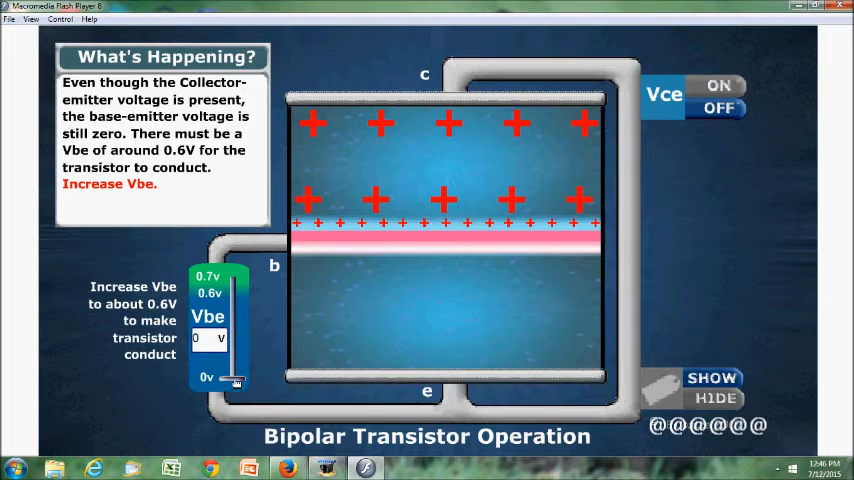 Macromedia Flash Player 8
File View Control Help
What's Happening?
Even though the Collector-
emitter voltage is present,
the base-emitter voltage is
still zero. There must be a
Vbe of around 0.6V for the
transistor to conduct.
Increase Vbe.
c
Vce
ON
OFF
b
Increase Vbe
to about 0.6V
to make
transistor
conduct
0.7v
0.6v
Vbe
0 V
0v
e
SHOW
HIDE
@@@@@@
Bipolar Transistor Operation
12:46 PM
7/12/2015